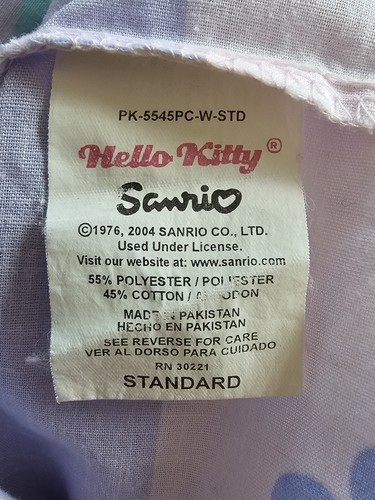 PK-5545PC-W-STD
Hello Kitty®
Sanrio
©1976, 2004 SANRIO CO., LTD.
Used Under License.
Visit our website at: www.sanrio.com
55% POLYESTER / POLIESTER
45% COTTON / ALGODON
MADE IN PAKISTAN
HECHO EN PAKISTAN
SEE REVERSE FOR CARE
VER AL DORSO PARA CUIDADO
RN 30221
STANDARD